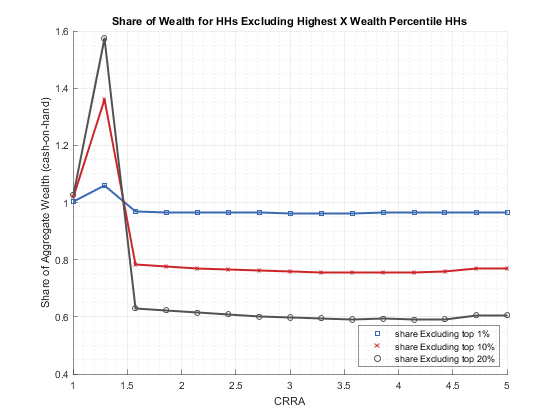 Share of Wealth for HHs Excluding Highest X Wealth Percentile HHs
Share of Aggregate Wealth (cash-on-hand)
1.6
1.4
1.2
1
0.8
0.6
0.4
share Excluding top 1%
share Excluding top 10%
share Excluding top 20%
1 1.5 2 2.5 3 3.5 4 4.5 5
CRRA